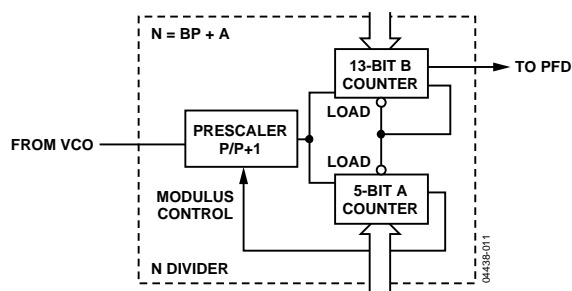 N = BP + A
13-BIT B
COUNTER
TO PFD
LOAD
FROM VCO
PRESCALER
P/P+1
LOAD
MODULUS
CONTROL
5-BIT A
COUNTER
N DIVIDER
04438-011